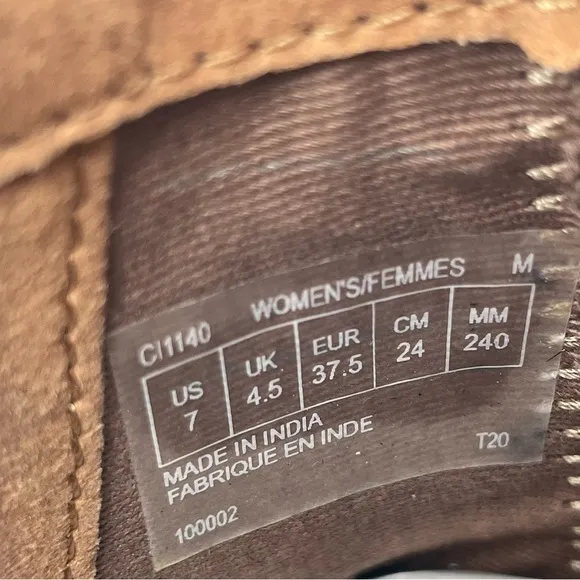 CI1140 WOMEN'S/FEMMES M
US UK EUR CM MM
7 4.5 37.5 24 240
MADE IN INDIA
FABRIQUE EN INDE T20
100002